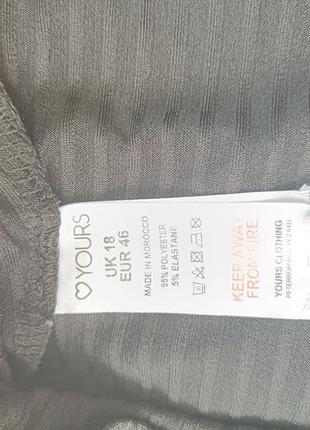 YOURS
UK 18
EUR 46
MADE IN MOROCCO
95% POLYESTER
5% ELASTANE
KEEP AWAY
FROM FIRE
YOURS CLOTHING